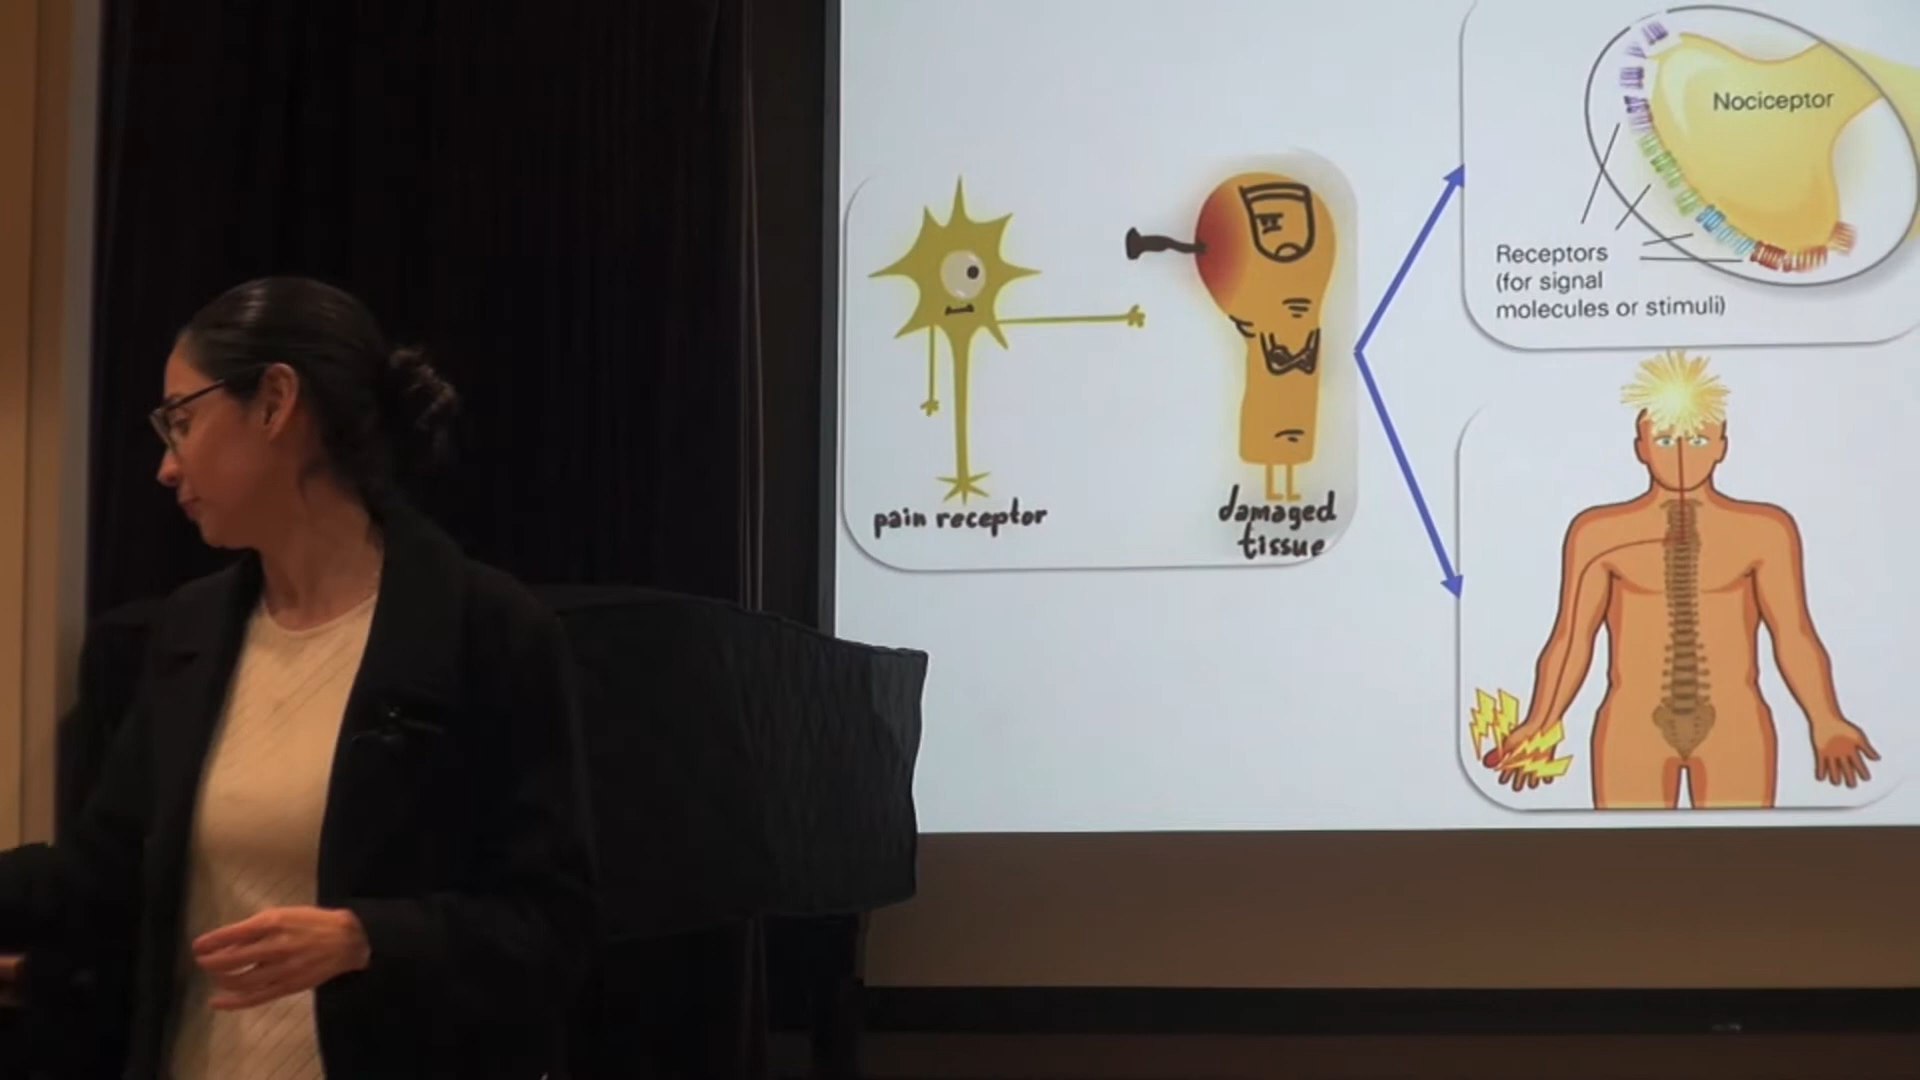 Nociceptor
Receptors
(for signal
molecules or stimuli)
pain receptor
damaged
tissue